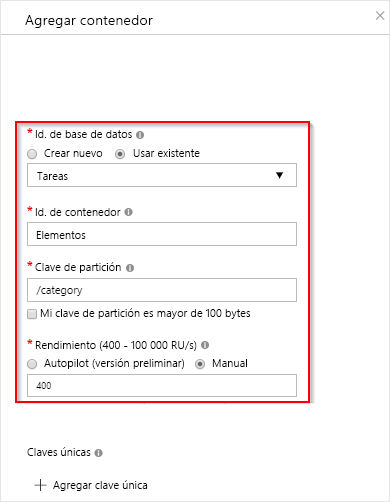 Agregar contenedor
* Id. de base de datos
Crear nuevo Usar existente
Tareas
* Id. de contenedor
Elementos
* Clave de partición
/category
Mi clave de partición es mayor de 100 bytes
* Rendimiento (400 - 100 000 RU/s)
Autopilot (versión preliminar) Manual
400
Claves únicas
Agregar clave única